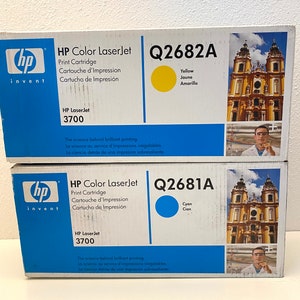 hp
invent
HP Color LaserJet
Print Cartridge
Cartouche d'Impression
Cartucho de Impresión
Q2682A
Yellow
Jaune
Amarillo
HP LaserJet
3700
hp
invent
HP Color LaserJet
Print Cartridge
Cartouche d'Impression
Cartucho de Impresión
Q2681A
Cyan
Cian
HP LaserJet
3700